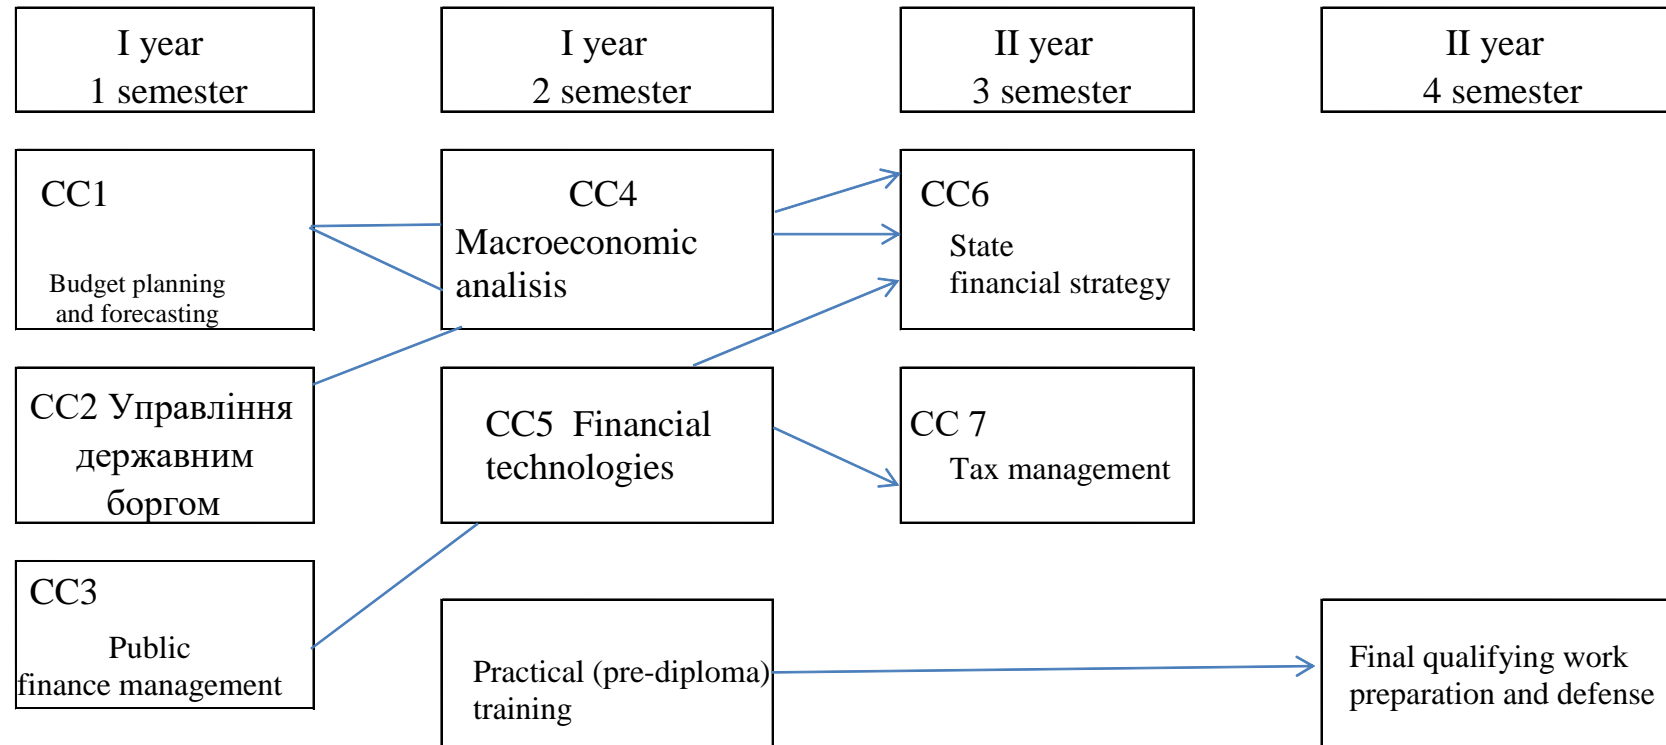 I year
1 semester
I year
2 semester
II year
3 semester
II year
4 semester
CC1
Budget planning
and forecasting
CC4
Macroeconomic
analisis
CC6
State
financial strategy
CC2 Управління
державним
боргом
CC5 Financial
technologies
CC 7
Tax management
CC3
Public
finance management
Practical (pre-diploma)
training
Final qualifying work
preparation and defense